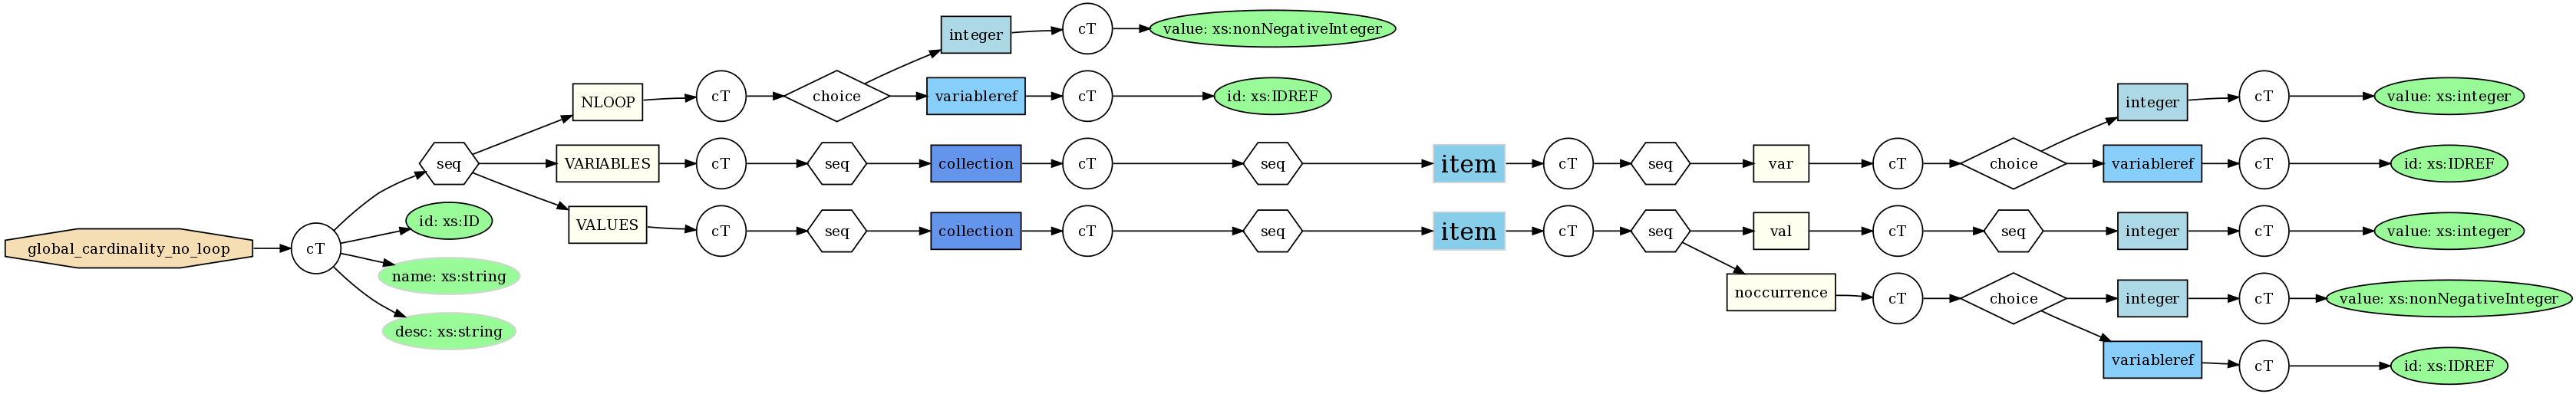 global_cardinality_no_loop
cT
seq
id: xs:ID
name: xs:string
desc: xs:string
NLOOP
cT
choice
integer
cT
value: xs:nonNegativeInteger
variableref
cT
id: xs:IDREF
VARIABLES
cT
seq
collection
cT
seq
item
cT
seq
var
cT
choice
integer
cT
value: xs:integer
variableref
cT
id: xs:IDREF
VALUES
cT
seq
collection
cT
seq
item
cT
seq
val
cT
seq
integer
cT
value: xs:integer
noccurrence
cT
choice
integer
cT
value: xs:nonNegativeInteger
variableref
cT
id: xs:IDREF